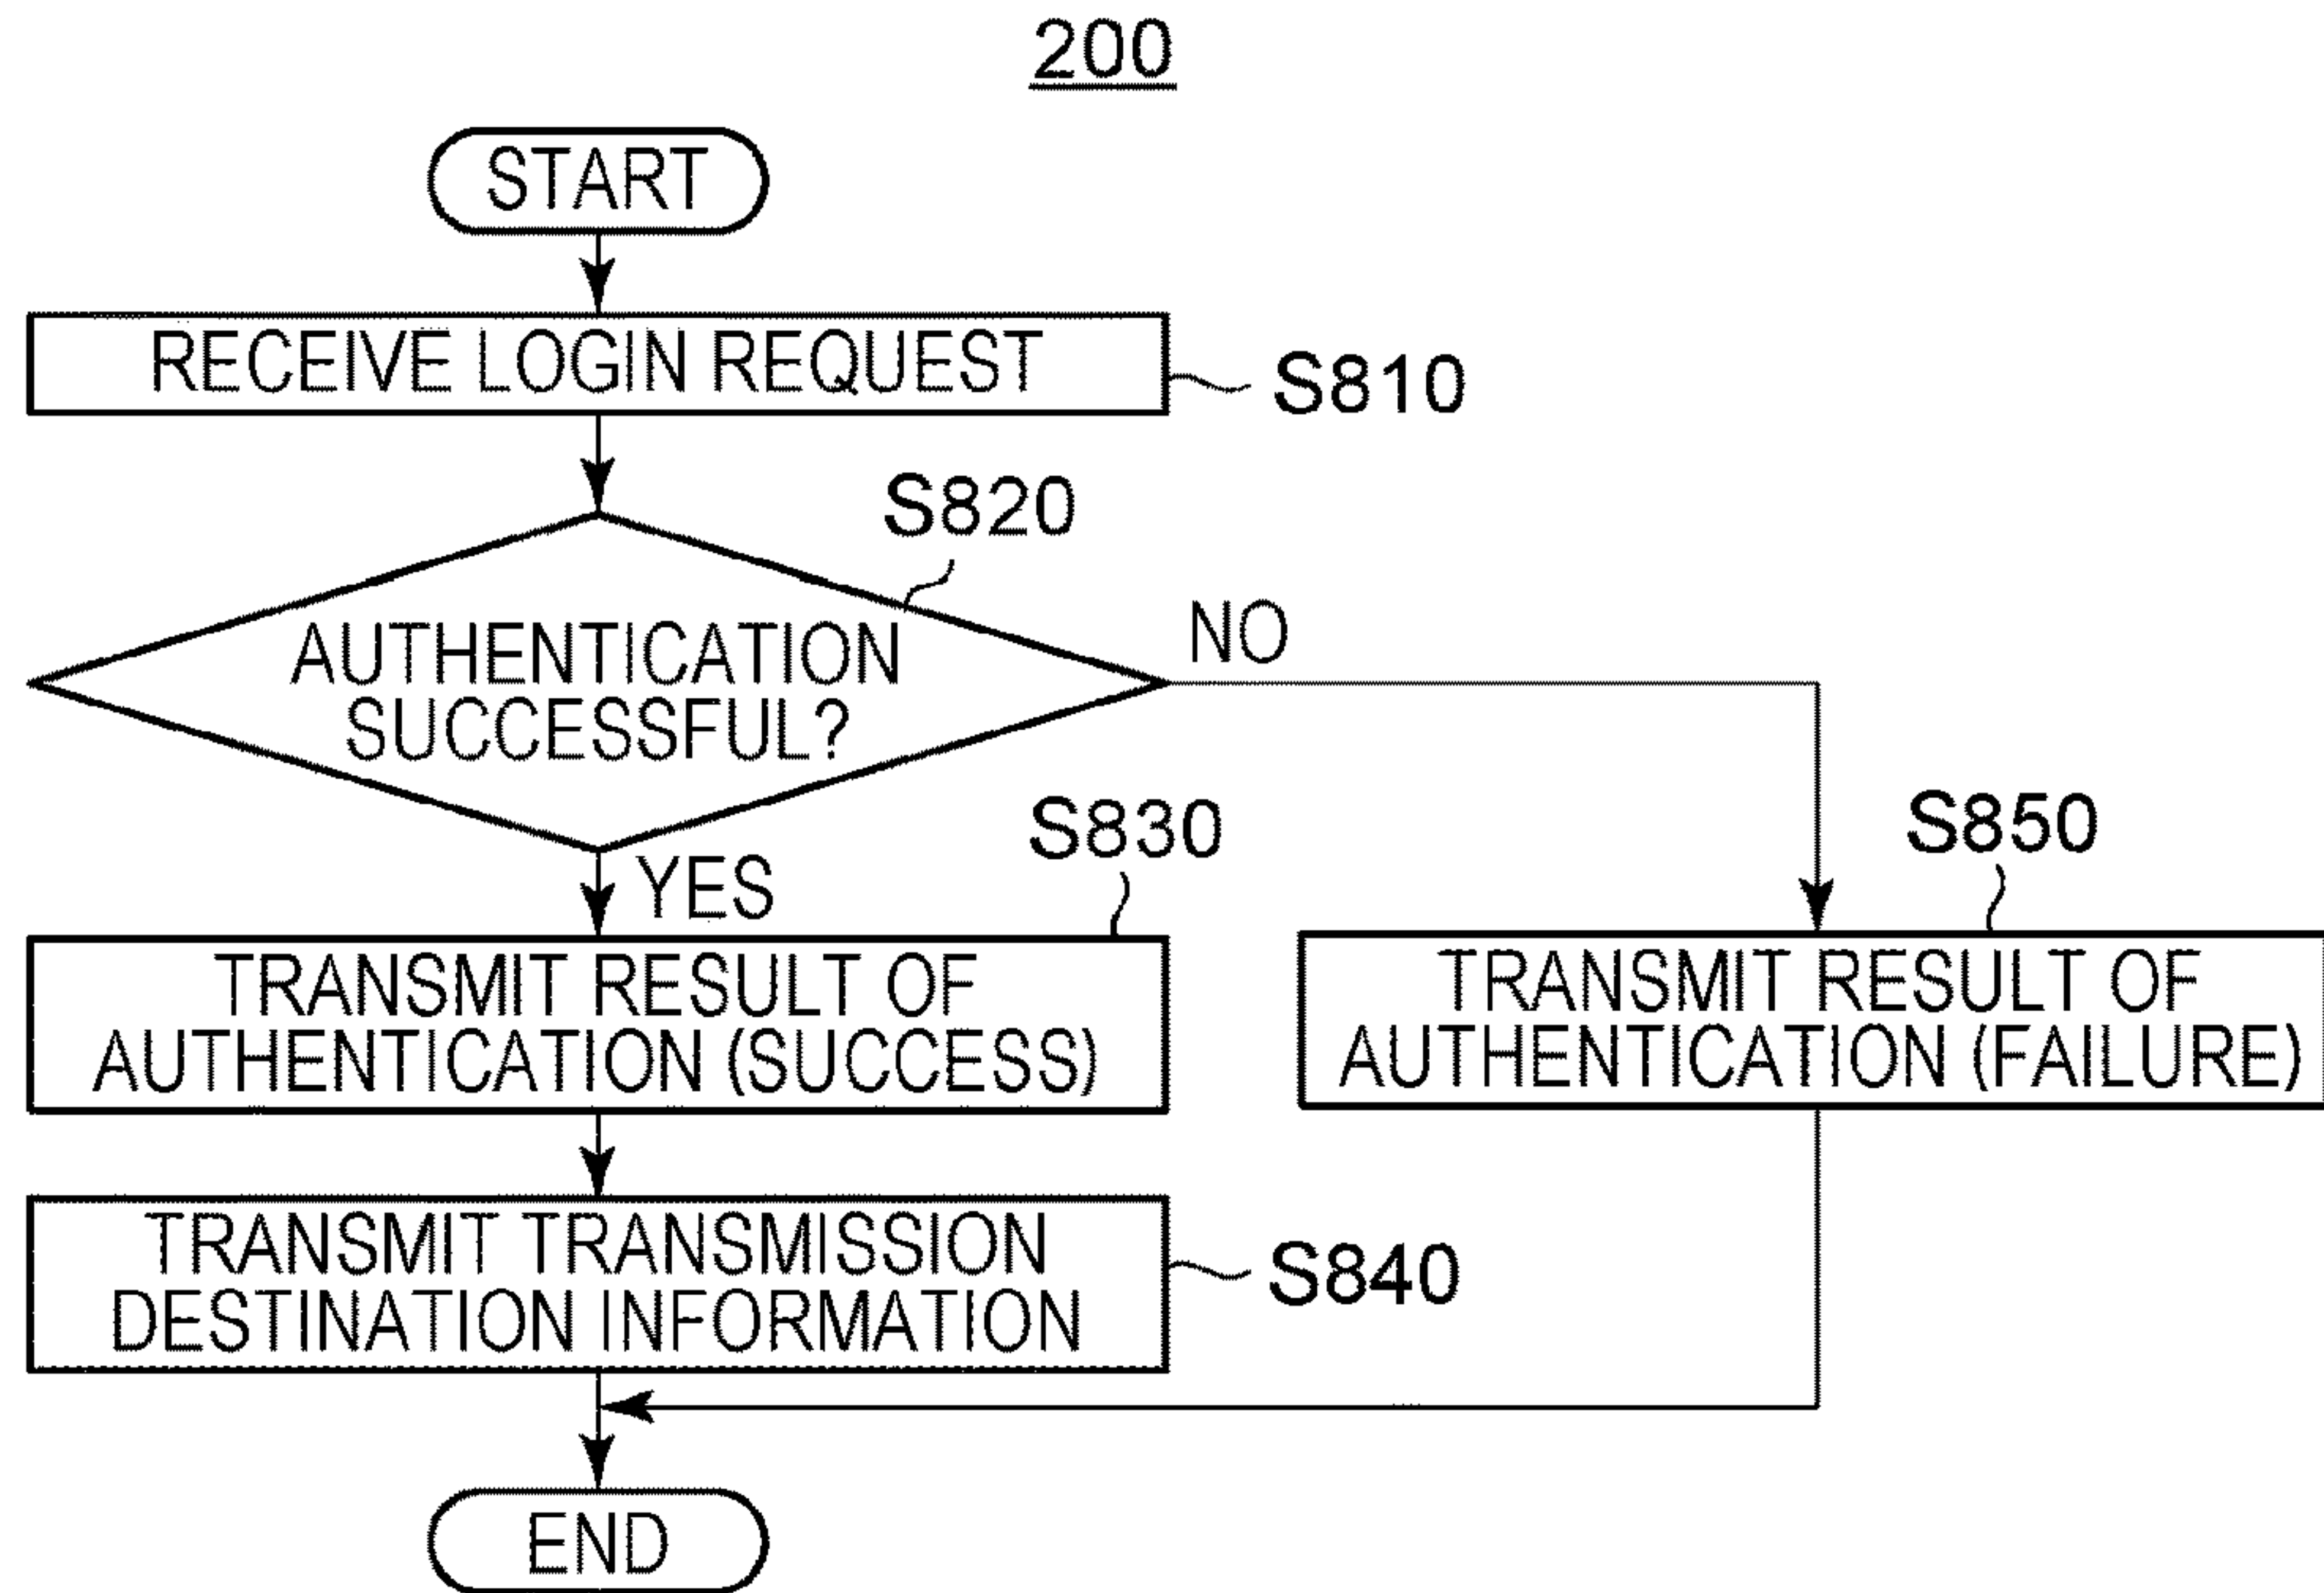 200
START
RECEIVE LOGIN REQUEST
S810
S820
AUTHENTICATION
SUCCESSFUL?
NO
YES
S830
TRANSMIT RESULT OF
AUTHENTICATION (SUCCESS)
S850
TRANSMIT RESULT OF
AUTHENTICATION (FAILURE)
TRANSMIT TRANSMISSION
DESTINATION INFORMATION
S840
END